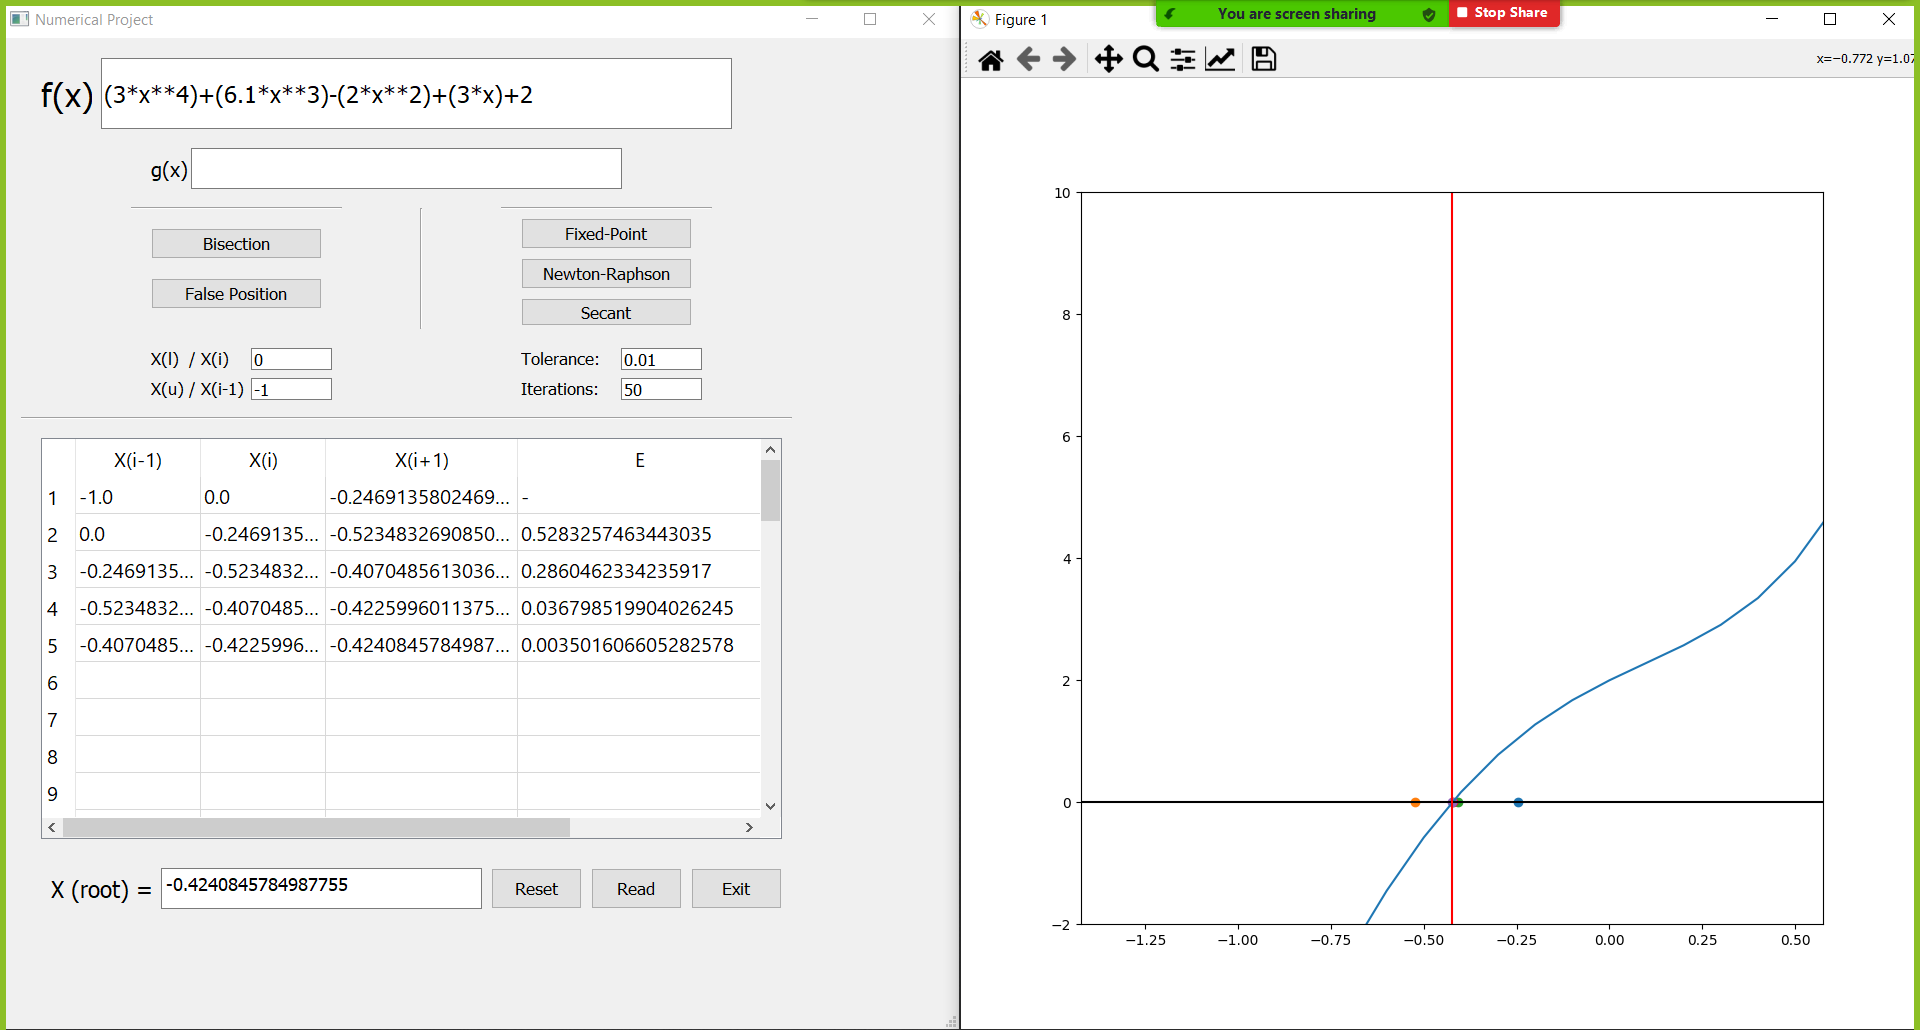 Numerical Project
f(x) (3*x**4)+(6.1*x**3)-(2*x**2)+(3*x)+2
g(x)
Bisection
False Position
Fixed-Point
Newton-Raphson
Secant
X(l) / X(i) 0
X(u) / X(i-1) -1
Tolerance: 0.01
Iterations: 50
X(i-1) X(i) X(i+1) E
1 -1.0 0.0 -0.2469135802469... -
2 0.0 -0.2469135... -0.5234832690850... 0.5283257463443035
3 -0.2469135... -0.5234832... -0.4070485613036... 0.2860462334235917
4 -0.5234832... -0.4070485... -0.4225996011375... 0.036798519904026245
5 -0.4070485... -0.4225996... -0.4240845784987... 0.003501606605282578
6
7
8
9
X (root) = -0.4240845784987755 Reset Read Exit
Figure 1
You are screen sharing Stop Share
x=−0.772 y=1.07
10
8
6
4
2
0
−2
−1.25 −1.00 −0.75 −0.50 −0.25 0.00 0.25 0.50